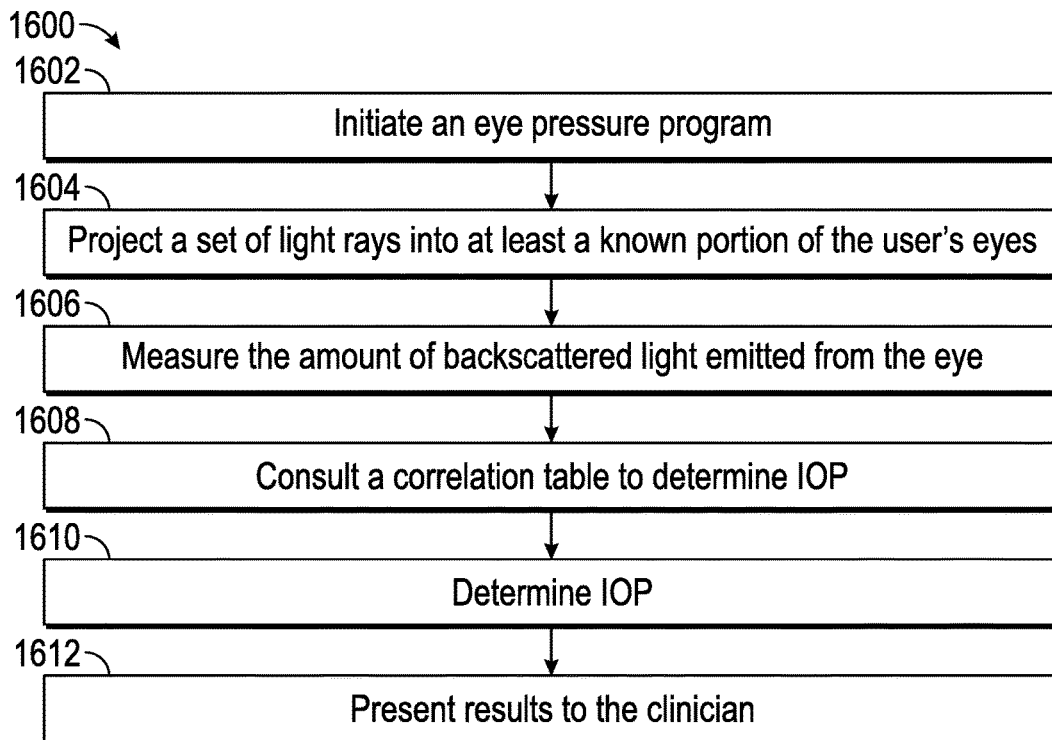 1600
1602
Initiate an eye pressure program
1604
Project a set of light rays into at least a known portion of the user's eyes
1606
Measure the amount of backscattered light emitted from the eye
1608
Consult a correlation table to determine IOP
1610
Determine IOP
1612
Present results to the clinician